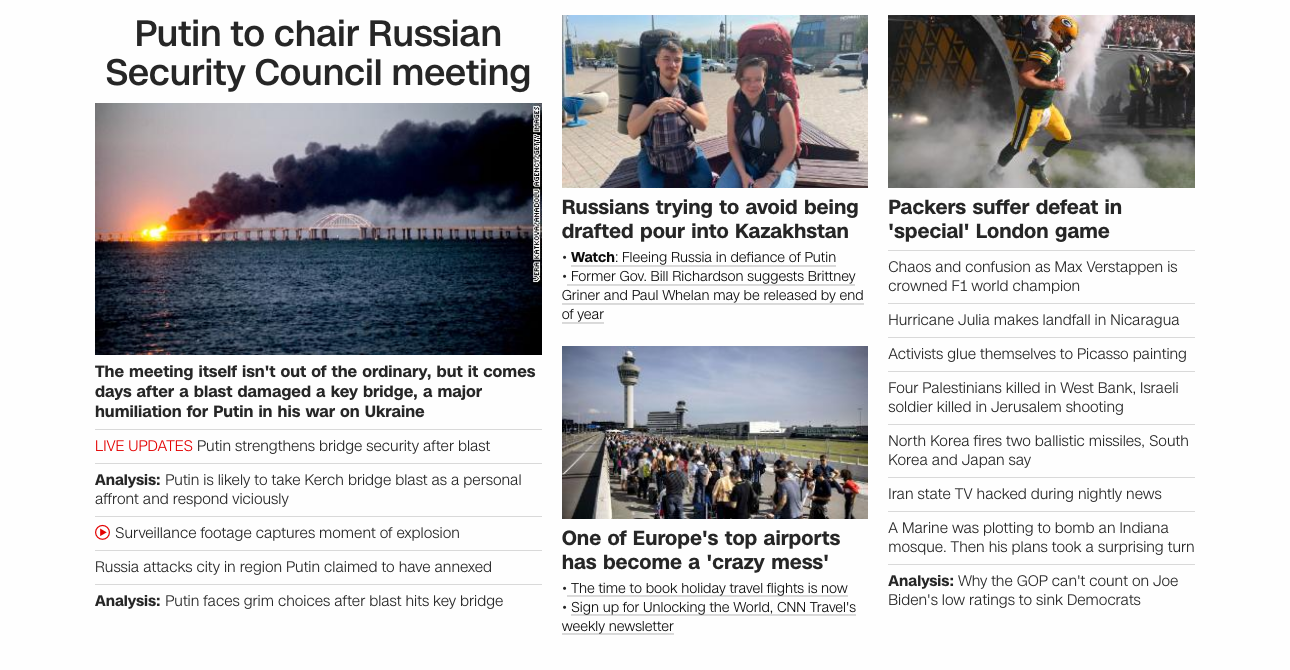 Putin to chair Russian
Security Council meeting
VERA KATKOVA/ANADOLU AGENCY/GETTY IMAGES
The meeting itself isn't out of the ordinary, but it comes
days after a blast damaged a key bridge, a major
humiliation for Putin in his war on Ukraine
LIVE UPDATES Putin strengthens bridge security after blast
Analysis: Putin is likely to take Kerch bridge blast as a personal
affront and respond viciously
Surveillance footage captures moment of explosion
Russia attacks city in region Putin claimed to have annexed
Analysis: Putin faces grim choices after blast hits key bridge
Russians trying to avoid being
drafted pour into Kazakhstan
• Watch: Fleeing Russia in defiance of Putin
• Former Gov. Bill Richardson suggests Brittney
Griner and Paul Whelan may be released by end
of year
One of Europe's top airports
has become a 'crazy mess'
• The time to book holiday travel flights is now
• Sign up for Unlocking the World, CNN Travel's
weekly newsletter
Packers suffer defeat in
'special' London game
Chaos and confusion as Max Verstappen is
crowned F1 world champion
Hurricane Julia makes landfall in Nicaragua
Activists glue themselves to Picasso painting
Four Palestinians killed in West Bank, Israeli
soldier killed in Jerusalem shooting
North Korea fires two ballistic missiles, South
Korea and Japan say
Iran state TV hacked during nightly news
A Marine was plotting to bomb an Indiana
mosque. Then his plans took a surprising turn
Analysis: Why the GOP can't count on Joe
Biden's low ratings to sink Democrats